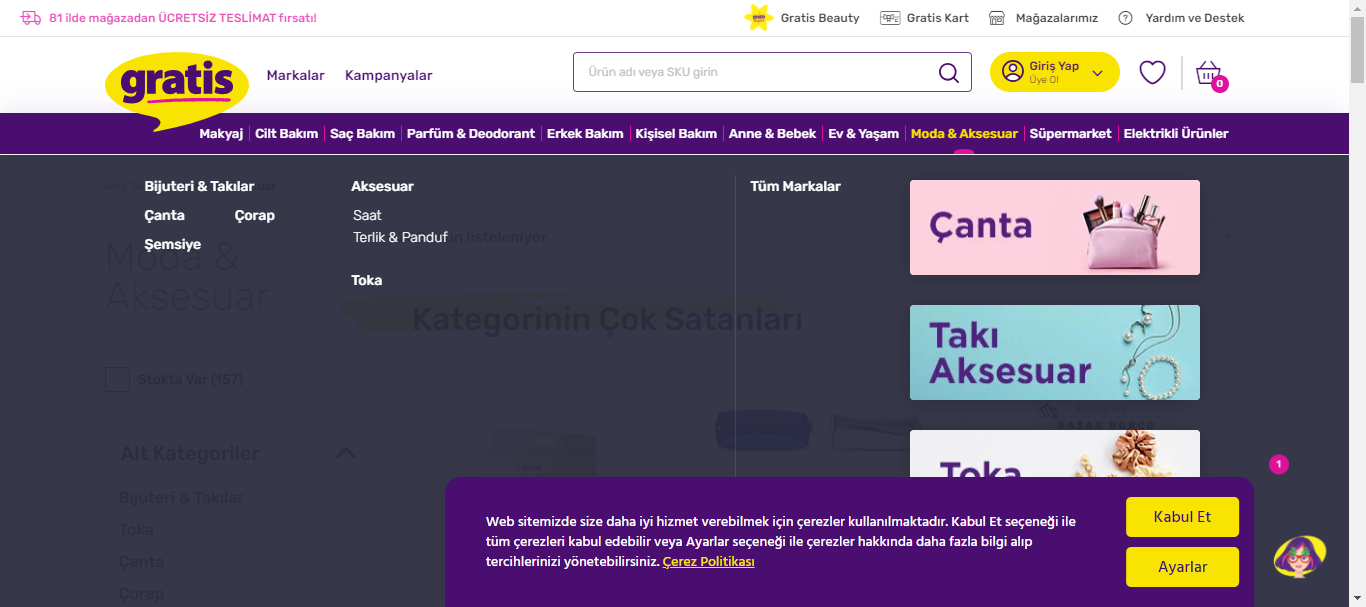 81 ilde mağazadan ÜCRETSİZ TESLİMAT fırsatı!
Gratis Beauty
Gratis Kart
Mağazalarımız
Yardım ve Destek
gratis
Markalar
Kampanyalar
Ürün adı veya SKU girin
Giriş Yap
Üye Ol
0
Makyaj
Cilt Bakım
Saç Bakım
Parfüm & Deodorant
Erkek Bakım
Kişisel Bakım
Anne & Bebek
Ev & Yaşam
Moda & Aksesuar
Süpermarket
Elektrikli Ürünler
Bijuteri & Takılar
Aksesuar
Tüm Markalar
Çanta
Çorap
Saat
Şemsiye
Terlik & Panduf
listeleniyor
Toka
Çanta
Moda &
Aksesuar
Kategorinin Çok Satanları
Takı
Aksesuar
Stokta Var (157)
BAŞAK BURCU
Alt Kategoriler
Toka
1
Bijuteri & Takılar
Toka
Çanta
Çorap
Web sitemizde size daha iyi hizmet verebilmek için çerezler kullanılmaktadır. Kabul Et seçeneği ile
tüm çerezleri kabul edebilir veya Ayarlar seçeneği ile çerezler hakkında daha fazla bilgi alıp
tercihlerinizi yönetebilirsiniz. Çerez Politikası
Kabul Et
Ayarlar